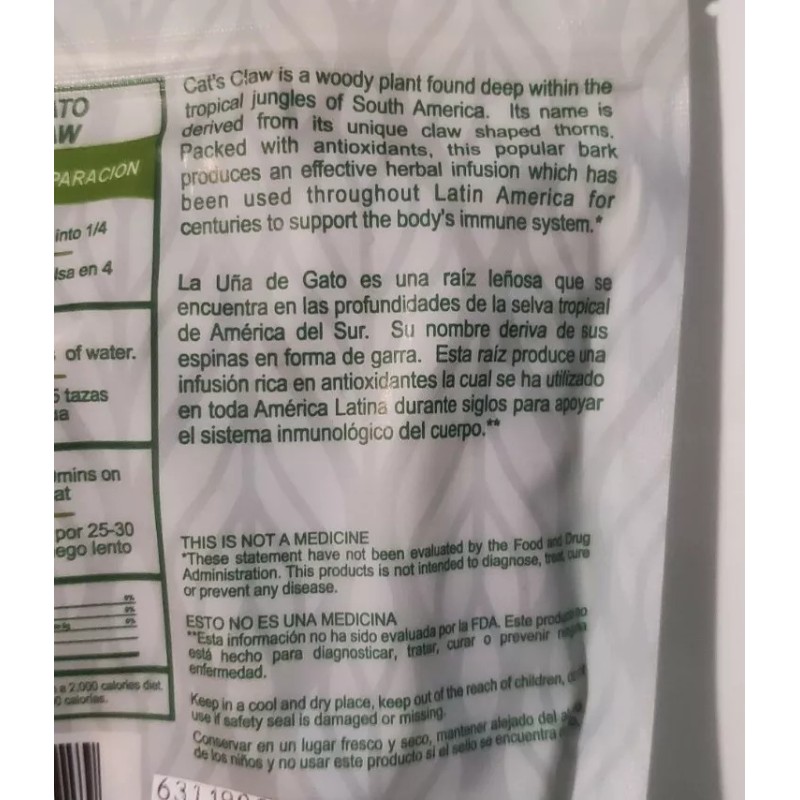 ATO
AW
PARACION
into 1/4
lsa en 4
of water.
5 tazas
ua
mins on
at
por 25-30
ego lento
0%
0%
0%
a 2,000 calories diet.
0 calorías.
Cat's Claw is a woody plant found deep within the
tropical jungles of South America. Its name is
derived from its unique claw shaped thorns.
Packed with antioxidants, this popular bark
produces an effective herbal infusion which has
been used throughout Latin America for
centuries to support the body's immune system.*
La Uña de Gato es una raíz leñosa que se
encuentra en las profundidades de la selva tropical
de América del Sur. Su nombre deriva de sus
espinas en forma de garra. Esta raíz produce una
infusión rica en antioxidantes la cual se ha utilizado
en toda América Latina durante siglos para apoyar
el sistema inmunológico del cuerpo.**
THIS IS NOT A MEDICINE
*These statement have not been evaluated by the Food and Drug
Administration. This products is not intended to diagnose, treat, cure
or prevent any disease.
ESTO NO ES UNA MEDICINA
**Esta información no ha sido evaluada por la FDA. Este producto no
está hecho para diagnosticar, tratar, curar o prevenir
enfermedad.
Keep in a cool and dry place, keep out of the reach of children,
use if safety seal is damaged or missing.
Conservar en un lugar fresco y seco, mantener alejado del
de los niños y no usar este producto si el sello se encuentra